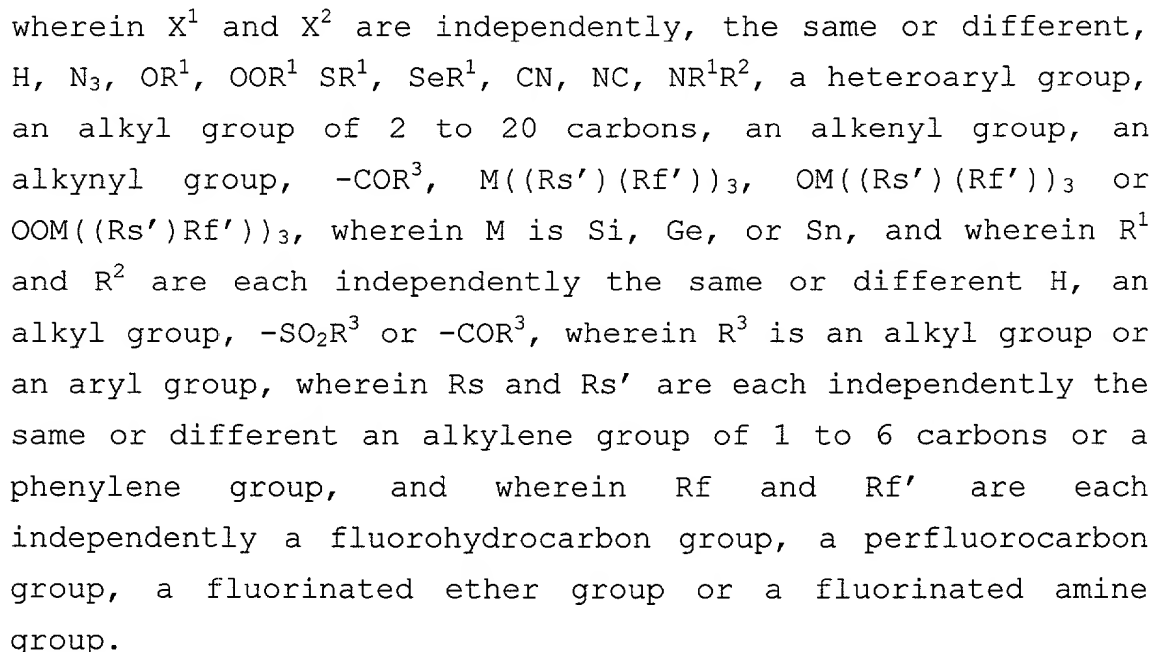 wherein X¹ and X² are independently, the same or different,
H, N₃, OR¹, OOR¹ SR¹, SeR¹, CN, NC, NR¹R², a heteroaryl group,
an alkyl group of 2 to 20 carbons, an alkenyl group, an
alkynyl group, -COR³, M((Rs′)(Rf′))₃, OM((Rs′)(Rf′))₃ or
OOM((Rs′)Rf′))₃, wherein M is Si, Ge, or Sn, and wherein R¹
and R² are each independently the same or different H, an
alkyl group, -SO₂R³ or -COR³, wherein R³ is an alkyl group or
an aryl group, wherein Rs and Rs′ are each independently the
same or different an alkylene group of 1 to 6 carbons or a
phenylene group, and wherein Rf and Rf′ are each
independently a fluorohydrocarbon group, a perfluorocarbon
group, a fluorinated ether group or a fluorinated amine
group.